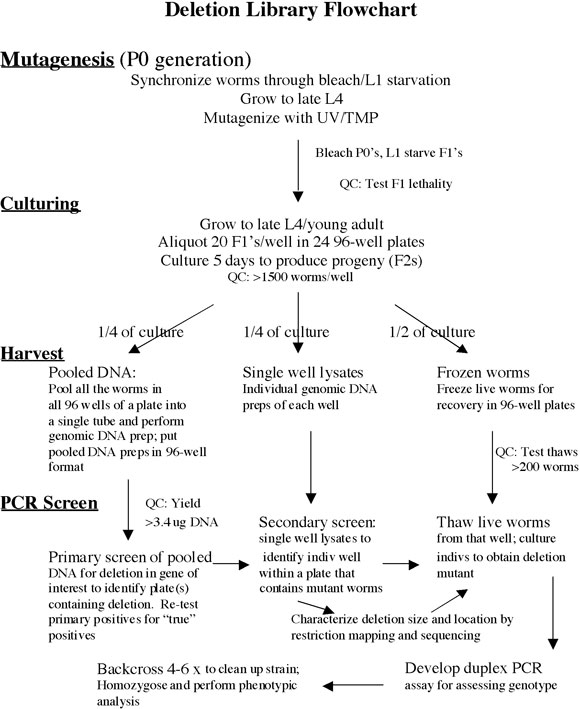 Deletion Library Flowchart
Mutagenesis (P0 generation)
Synchronize worms through bleach/L1 starvation
Grow to late L4
Mutagenize with UV/TMP
Bleach P0's, L1 starve F1's
QC: Test F1 lethality
Culturing
Grow to late L4/young adult
Aliquot 20 F1's/well in 24 96-well plates
Culture 5 days to produce progeny (F2s)
QC: >1500 worms/well
1/4 of culture
1/4 of culture
1/2 of culture
Harvest
Pooled DNA:
Pool all the worms in
all 96 wells of a plate into
a single tube and perform
genomic DNA prep; put
pooled DNA preps in 96-well
format
Single well lysates
Individual genomic DNA
preps of each well
Frozen worms
Freeze live worms for
recovery in 96-well plates
QC: Test thaws
>200 worms
PCR Screen
QC: Yield
>3.4 ug DNA
Primary screen of pooled
DNA for deletion in gene of
interest to identify plate(s)
containing deletion. Re-test
primary positives for “true”
positives
Secondary screen:
single well lysates to
identify indiv well
within a plate that
contains mutant worms
Thaw live worms
from that well; culture
indivs to obtain deletion
mutant
Characterize deletion size and location by
restriction mapping and sequencing
Develop duplex PCR
assay for assessing genotype
Backcross 4-6 x to clean up strain;
Homozygose and perform phenotypic
analysis